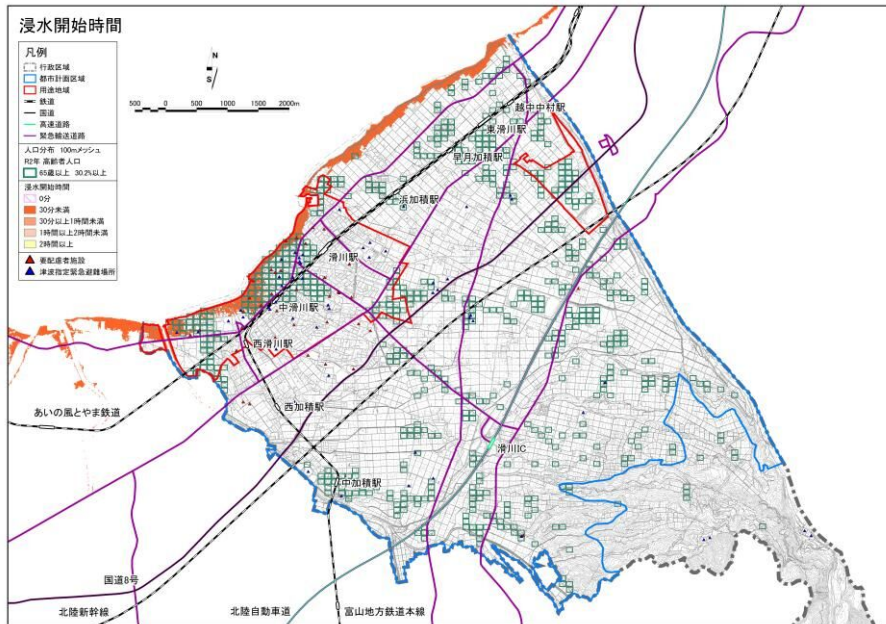 浸水開始時間
凡例
行政区域
都市計画区域
用途地域
鉄道
国道
高速道路
緊急輸送道路
人口分布 100mメッシュ
R2年 高齢者人口
65歳以上 30.2%以上
浸水開始時間
0分
30分未満
30分以上1時間未満
1時間以上2時間未満
2時間以上
要配慮者施設
津波指定緊急避難場所
N
S
500 0 500 1000 1500 2000m
越中中村駅
東滑川駅
早月加積駅
浜加積駅
滑川駅
中滑川駅
西滑川駅
西加積駅
あいの風とやま鉄道
滑川IC
中加積駅
国道8号
北陸新幹線
北陸自動車道
富山地方鉄道本線